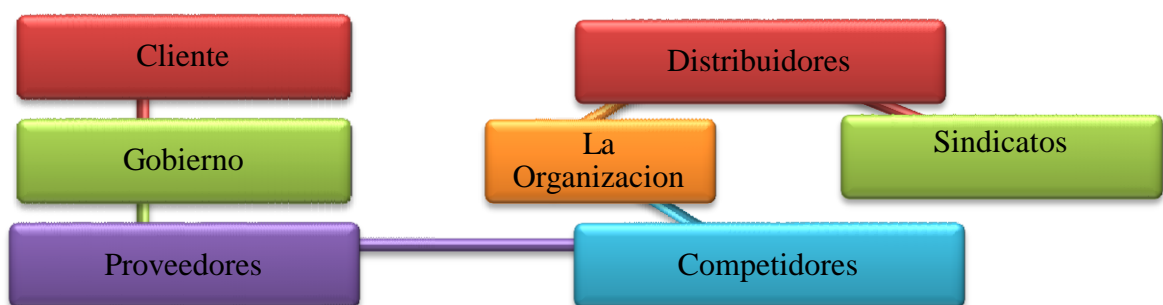 Cliente
Distribuidores
Gobierno
La
Organizacion
Sindicatos
Proveedores
Competidores